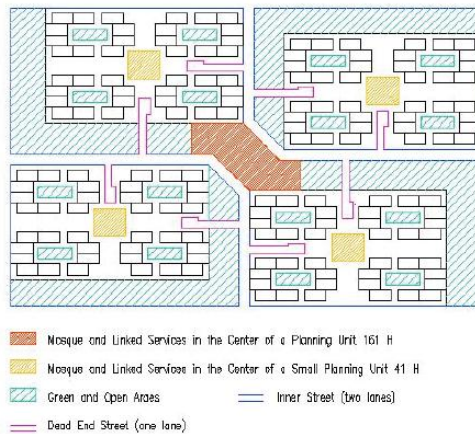 Mosque and Linked Services in the Center of a Planning Unit 161 H
Mosque and Linked Services in the Center of a Small Planning Unit 41 H
Green and Open Araes
Inner Street (two lanes)
Dead End Street (one lane)